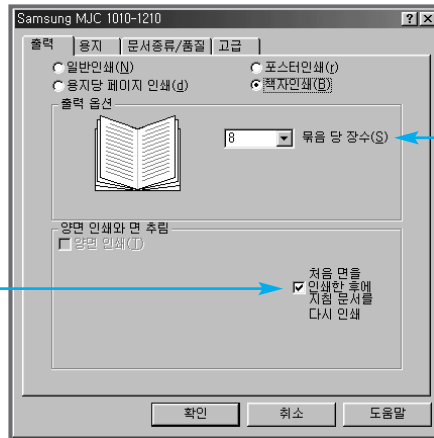 Samsung MJC 1010-1210
출력 용지 문서종류/품질 고급
일반인쇄(N) 포스터인쇄(r)
용지당 페이지 인쇄(d) 책자인쇄(B)
출력 옵션
8 묶음 당 장수(S)
양면 인쇄와 면 추림
양면 인쇄(T)
처음 면을
인쇄한 후에
지침 문서를
다시 인쇄
확인 취소 도움말